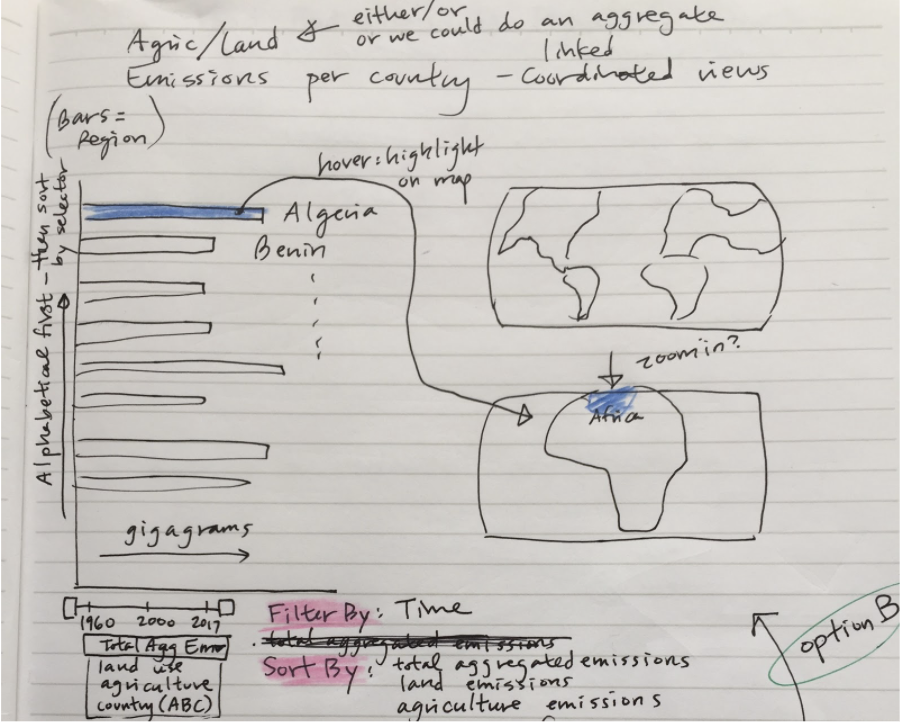 Agric/land
either/or
or we could do an aggregate
linked
Emissions per country - Coordinated views
(Bars =
Region)
hover: highlight
on map
Alphabetical first - then sort
by selector
Algeria
Benin
zoom in?
Africa
gigagrams
1960 2000 2017
Total Agg
land use
agriculture
country (ABC)
Filter By: Time
total aggregated emissions
Sort By: total aggregated emissions
land emissions
agriculture emissions
option B